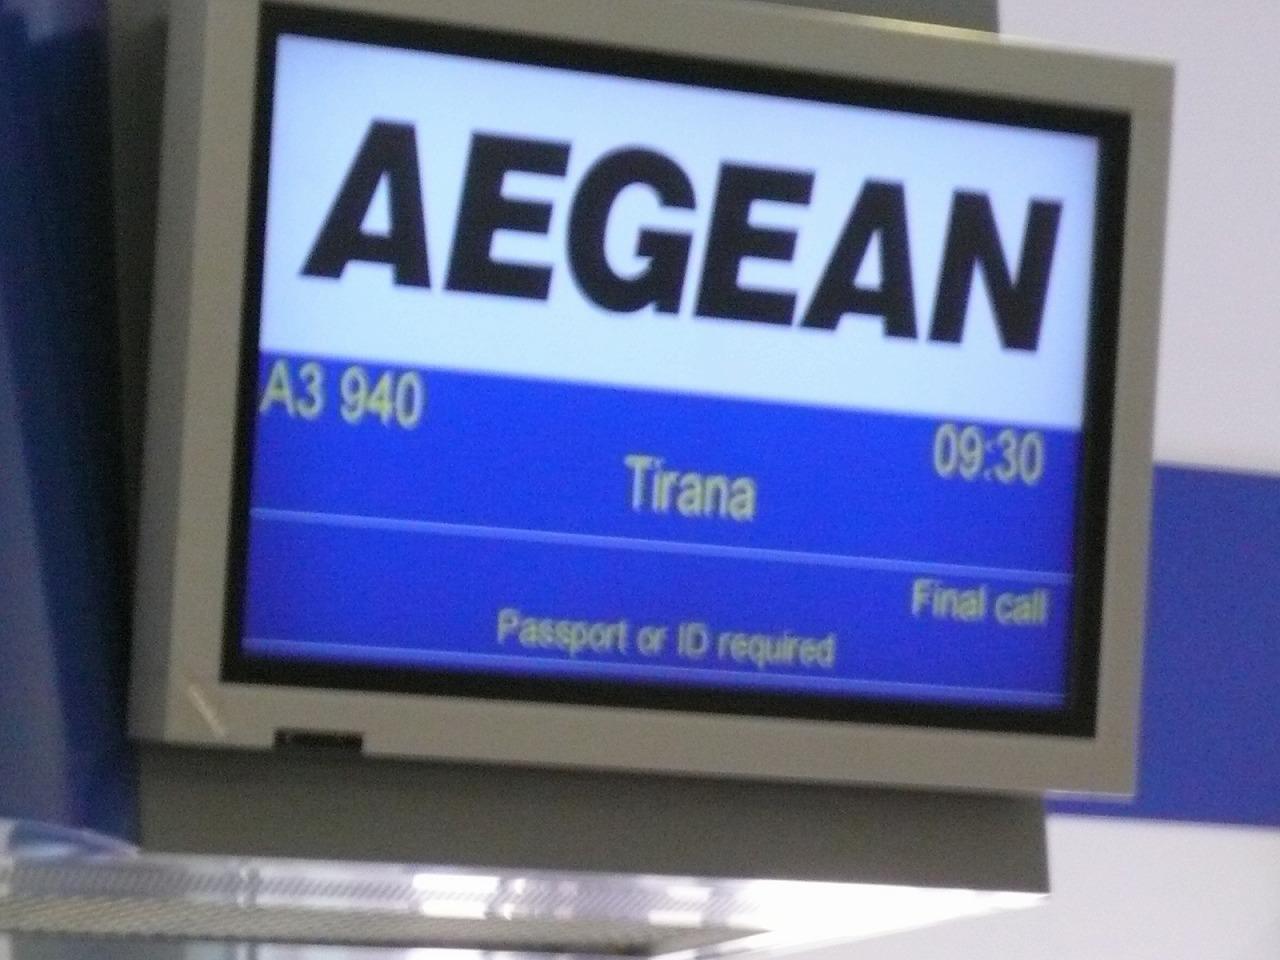 AEGEAN
A3 940
09:30
Tirana
Final call
Passport or ID required